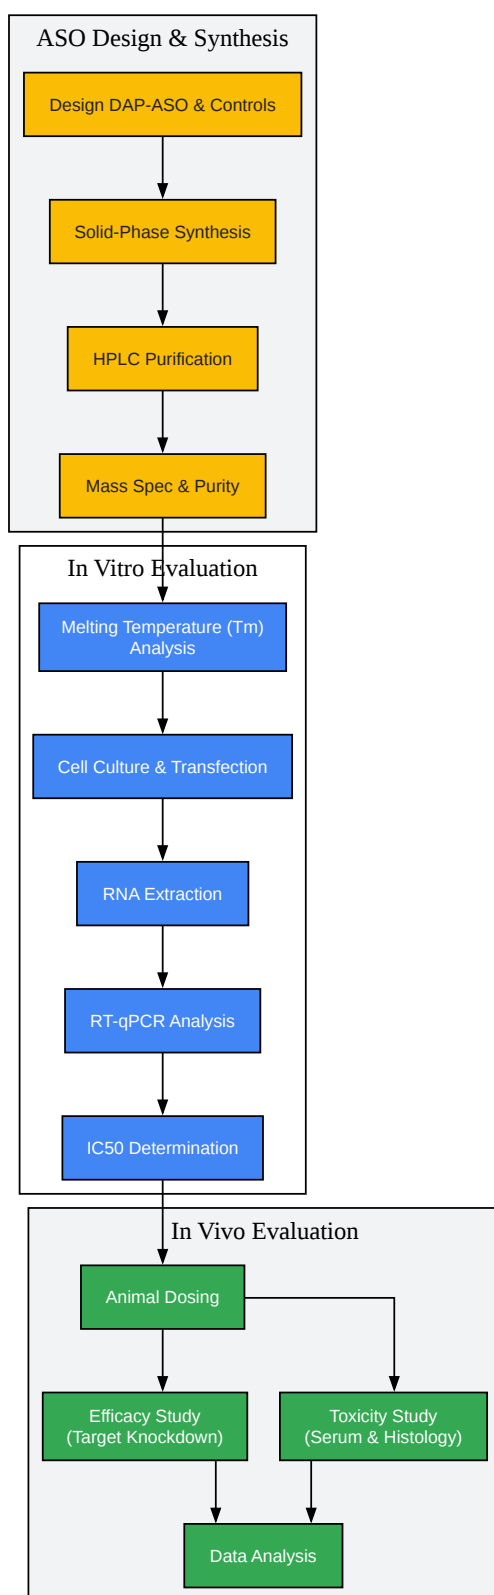 ASO Design & Synthesis
Design DAP-ASO & Controls
Solid-Phase Synthesis
HPLC Purification
Mass Spec & Purity
In Vitro Evaluation
Melting Temperature (Tm)
Analysis
Cell Culture & Transfection
RNA Extraction
RT-qPCR Analysis
IC50 Determination
In Vivo Evaluation
Animal Dosing
Efficacy Study
(Target Knockdown)
Toxicity Study
(Serum & Histology)
Data Analysis